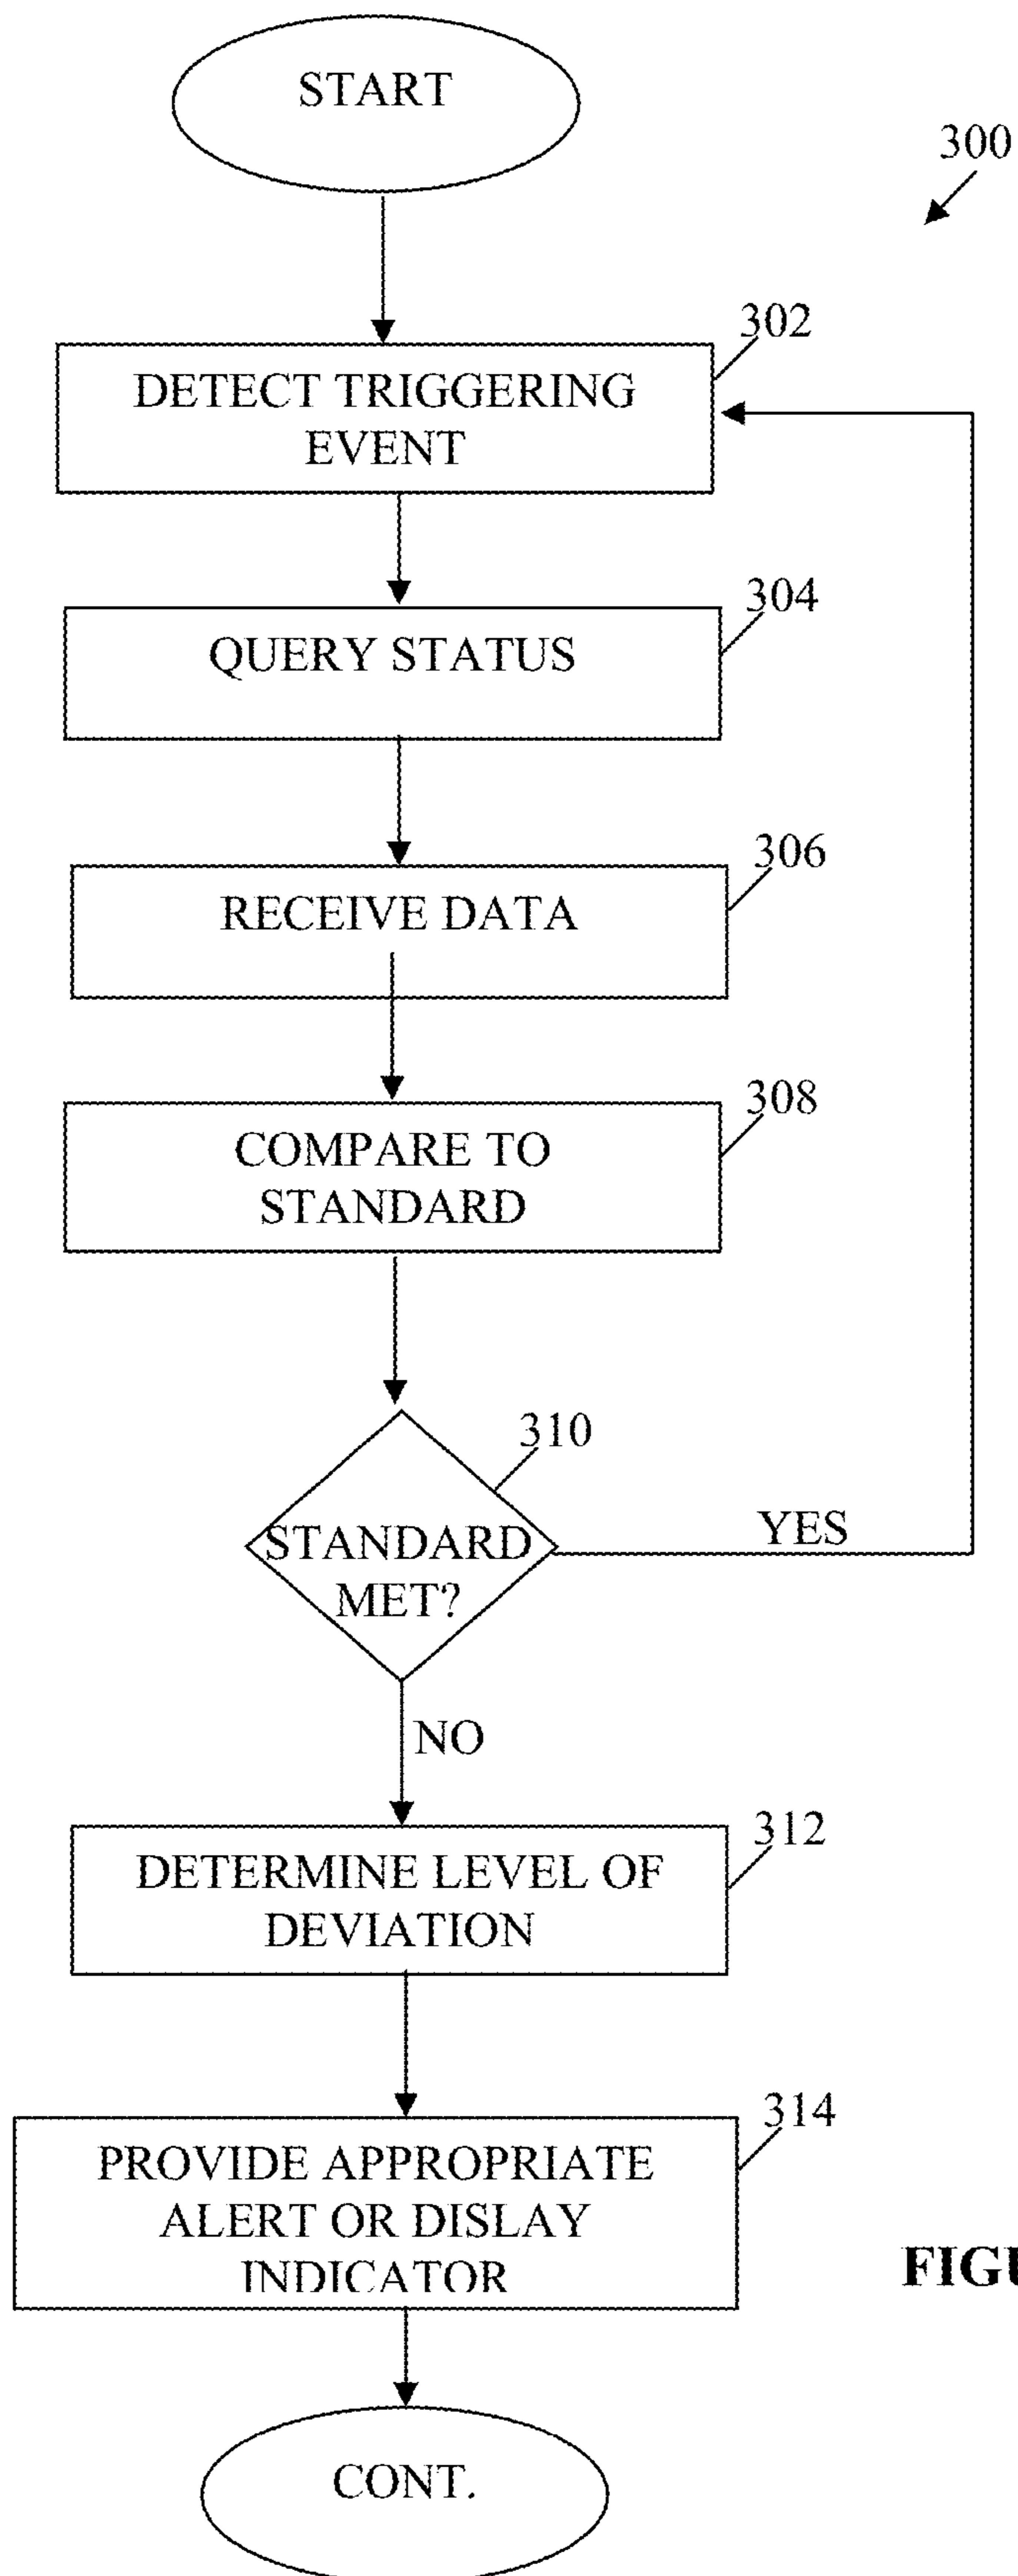 START
300
302
DETECT TRIGGERING
EVENT
304
QUERY STATUS
306
RECEIVE DATA
308
COMPARE TO
STANDARD
310
STANDARD
MET?
YES
NO
312
DETERMINE LEVEL OF
DEVIATION
314
PROVIDE APPROPRIATE
ALERT OR DISLAY
INDICATOR
CONT.